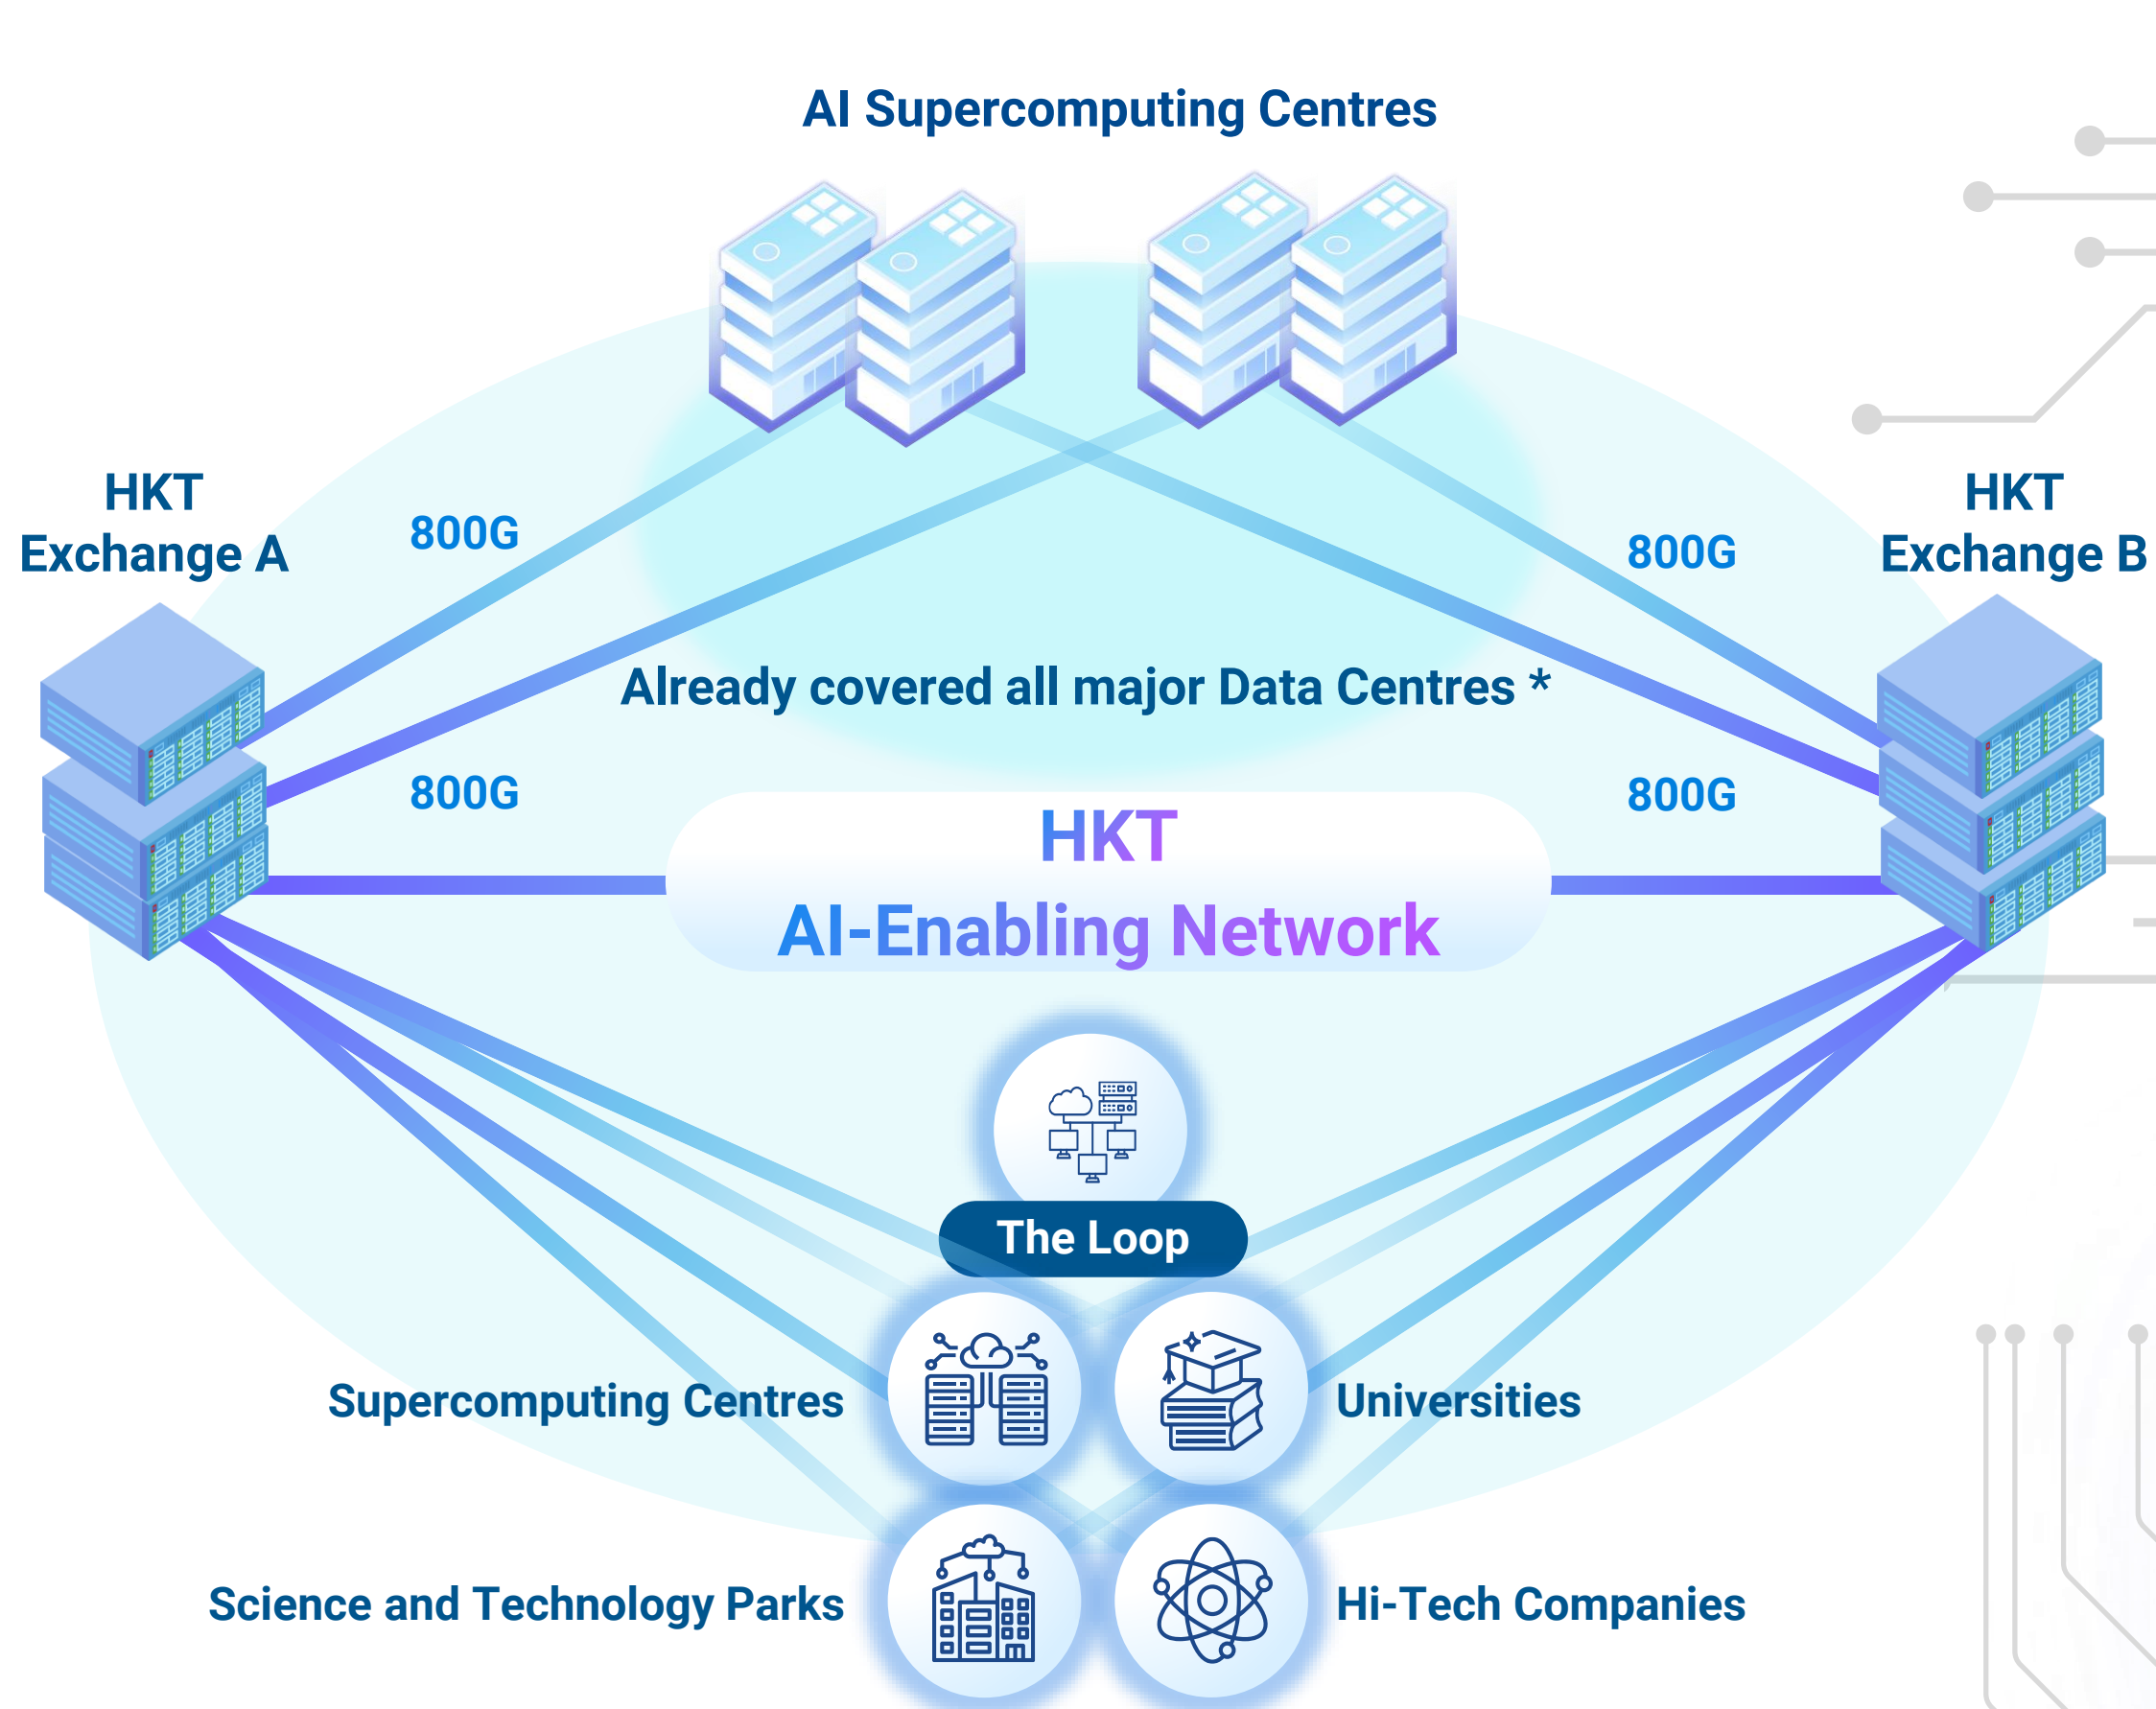 AI Supercomputing Centres
HKT
Exchange A
HKT
Exchange B
800G
800G
Already covered all major Data Centres *
800G
800G
HKT
AI-Enabling Network
The Loop
Supercomputing Centres
Universities
Science and Technology Parks
Hi-Tech Companies